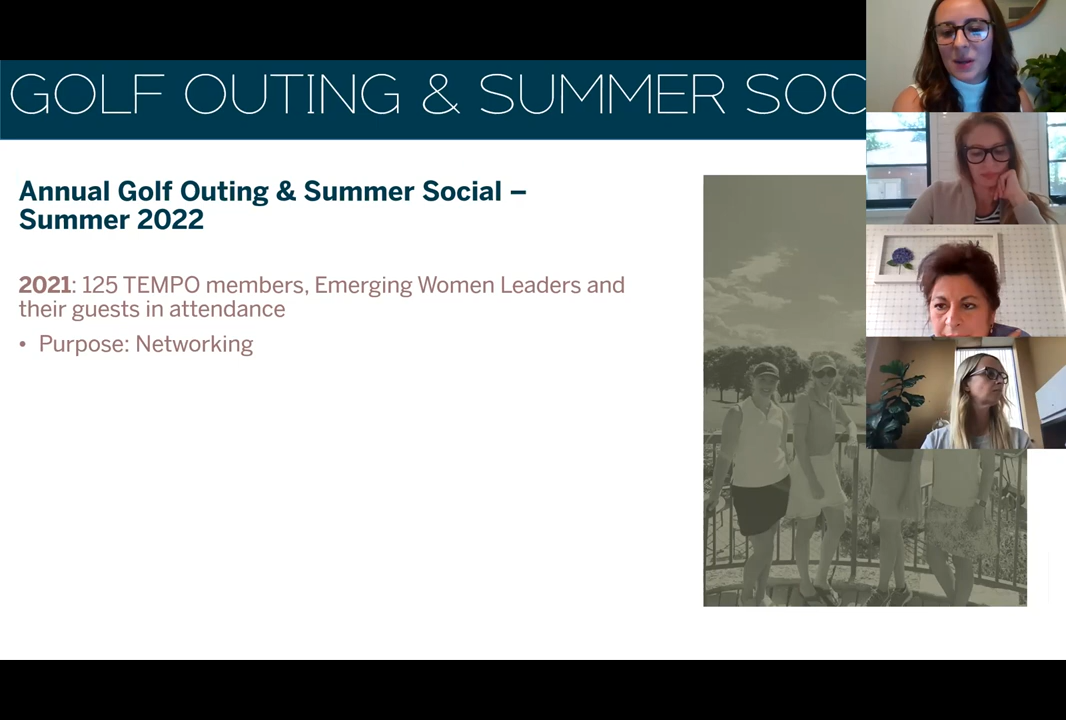 GOLF OUTING & SUMMER SOC
Annual Golf Outing & Summer Social –
Summer 2022
2021: 125 TEMPO members, Emerging Women Leaders and
their guests in attendance
• Purpose: Networking